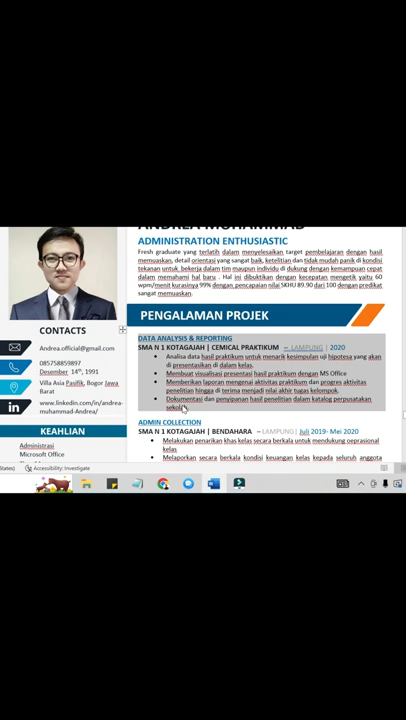 ADMINISTRATION ENTHUSIASTIC
Fresh graduate yang terlatih dalam menyelesaikan target pembelajaran dengan hasil
memuaskan, detail orientasi yang sangat baik, ketelitian dan tidak mudah panik di kondisi
tekanan untuk bekerja dalam tim maupun individu di dukung dengan kemampuan cepat
dalam memahami hal baru . Hal ini dibuktikan dengan kecepatan mengetik yaitu 60
wpm/menit kurasinya 99% dengan pencapaian nilai SKHU 89.90 dari 100 dengan predikat
sangat memuaskan.
PENGALAMAN PROJEK
DATA ANALYSIS & REPORTING
SMA N 1 KOTAGAJAH | CEMICAL PRAKTIKUM – LAMPUNG | 2020
• Analisa data hasil praktikum untuk menarik kesimpulan uji hipotesa yang akan
di presentasikan di dalam kelas,
• Membuat visualisasi presentasi hasil praktikum dengan MS Office
• Memberikan laporan mengenai aktivitas praktikum dan progres aktivitas
penelitian hingga di terima menjadi nilai akhir tugas kelompok.
• Dokumentasi dan penyipanan hasil penelitian dalam katalog perpusatakan
sekolah
ADMIN COLLECTION
SMA N 1 KOTAGAJAH | BENDAHARA – LAMPUNG| Juli 2019- Mei 2020
• Melakukan penarikan khas kelas secara berkala untuk mendukung oprasional
kelas
• Melaporkan secara berkala kondisi keuangan kelas kepada seluruh anggota
CONTACTS
Andrea.official@gmail.com
085758859897
Desember 14th, 1991
Villa Asia Pasifik, Bogor Jawa
Barat
www.linkedin.com/in/andrea-
muhammad-Andrea/
KEAHLIAN
Administrasi
Microsoft Office
States)
Accessibility: Investigate